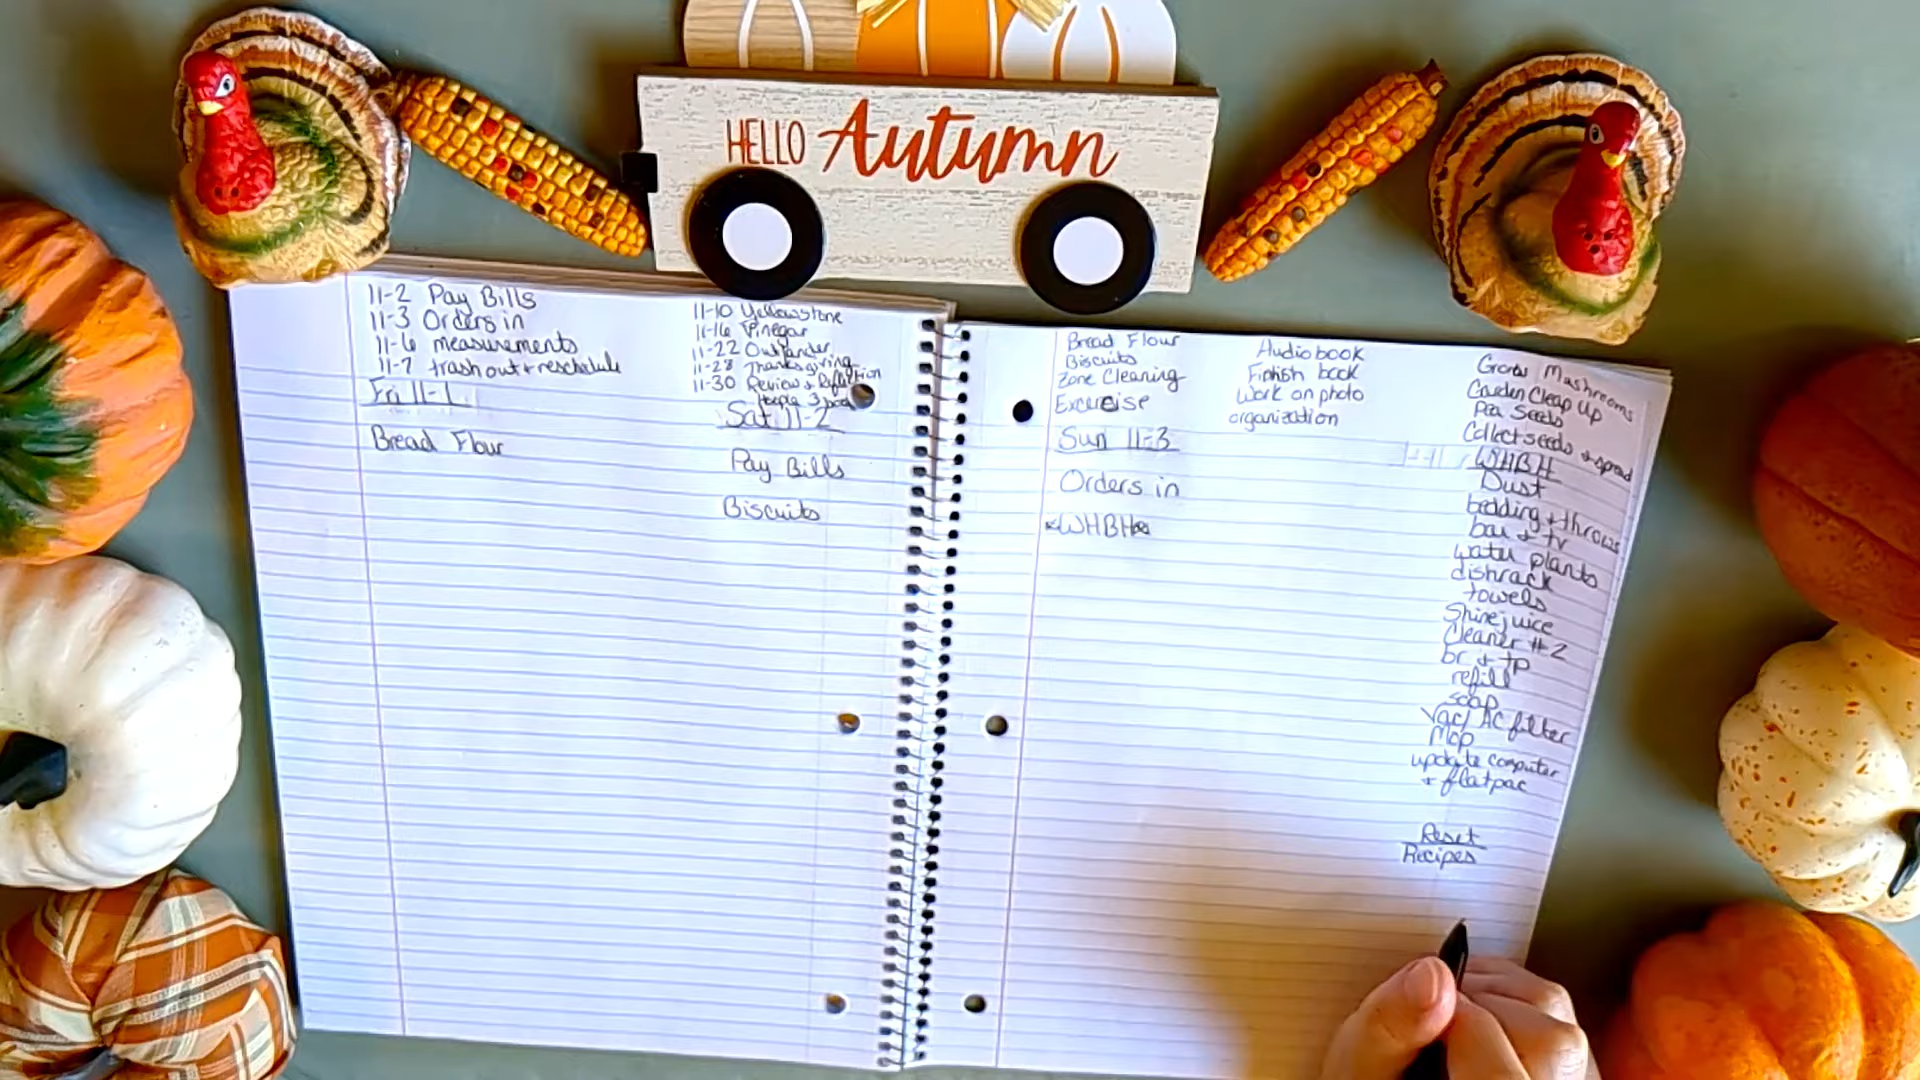 HELLO Autumn
11-2 Pay Bills
11-3 Orders in
11-6 measurements
11-7 trash out + reschedule
11-10 Yellowstone
11-16 Vinegar
11-22 Outlander
11-28 Thanksgiving
11-30 Review + Reflection
3
Fri 11-1
Bread Flour
Sat 11-2
Pay Bills
Biscuits
Bread Flour
Biscuits
Zone Cleaning
Excercise
Audiobook
Finish book
Work on photo
organization
Sun 11-3
Orders in
WHBH
Grow Mushrooms
Garden Clean Up
Pea Seeds
Collect seeds + spread
WHBH
Dust
bedding + throws
bar + tv
water plants
dishrack
towels
Shine juice
Cleaner #2
br + tp
refill
soap
Vac/ AC filter
Mop
update computer
+ flatpac
Reset
Recipes